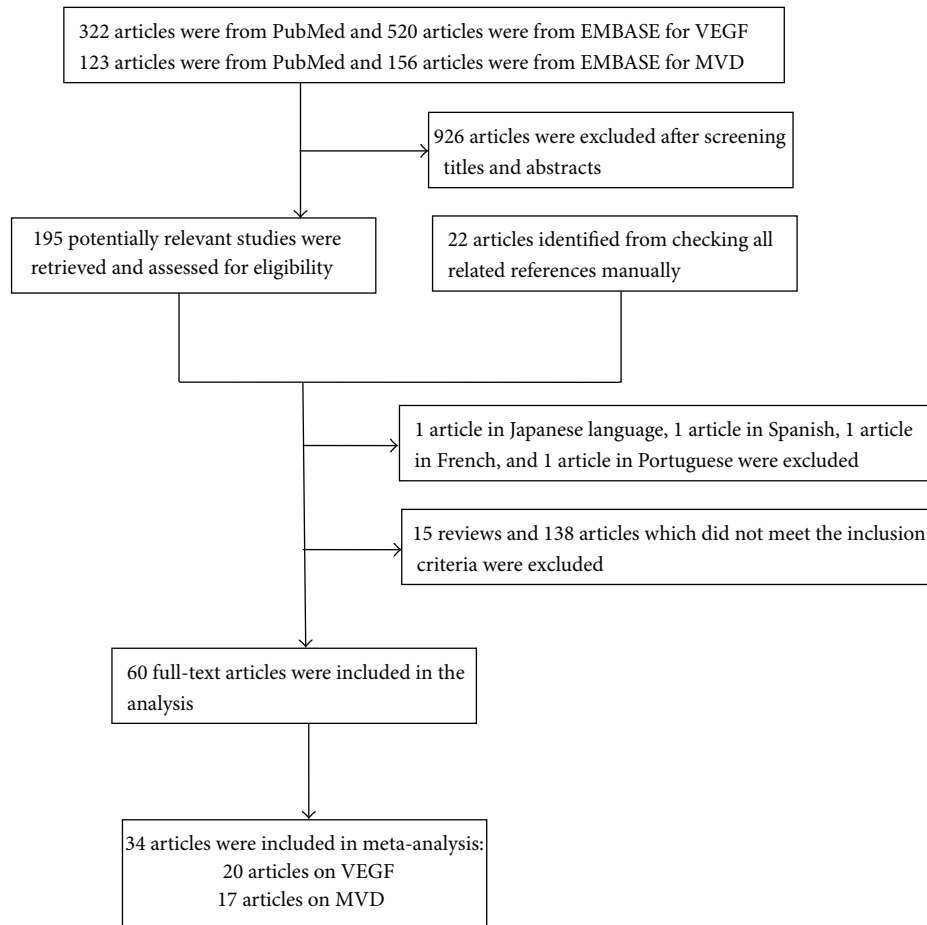 322 articles were from PubMed and 520 articles were from EMBASE for VEGF
123 articles were from PubMed and 156 articles were from EMBASE for MVD
926 articles were excluded after screening
titles and abstracts
195 potentially relevant studies were
retrieved and assessed for eligibility
22 articles identified from checking all
related references manually
1 article in Japanese language, 1 article in Spanish, 1 article
in French, and 1 article in Portuguese were excluded
15 reviews and 138 articles which did not meet the inclusion
criteria were excluded
60 full-text articles were included in the
analysis
34 articles were included in meta-analysis:
20 articles on VEGF
17 articles on MVD